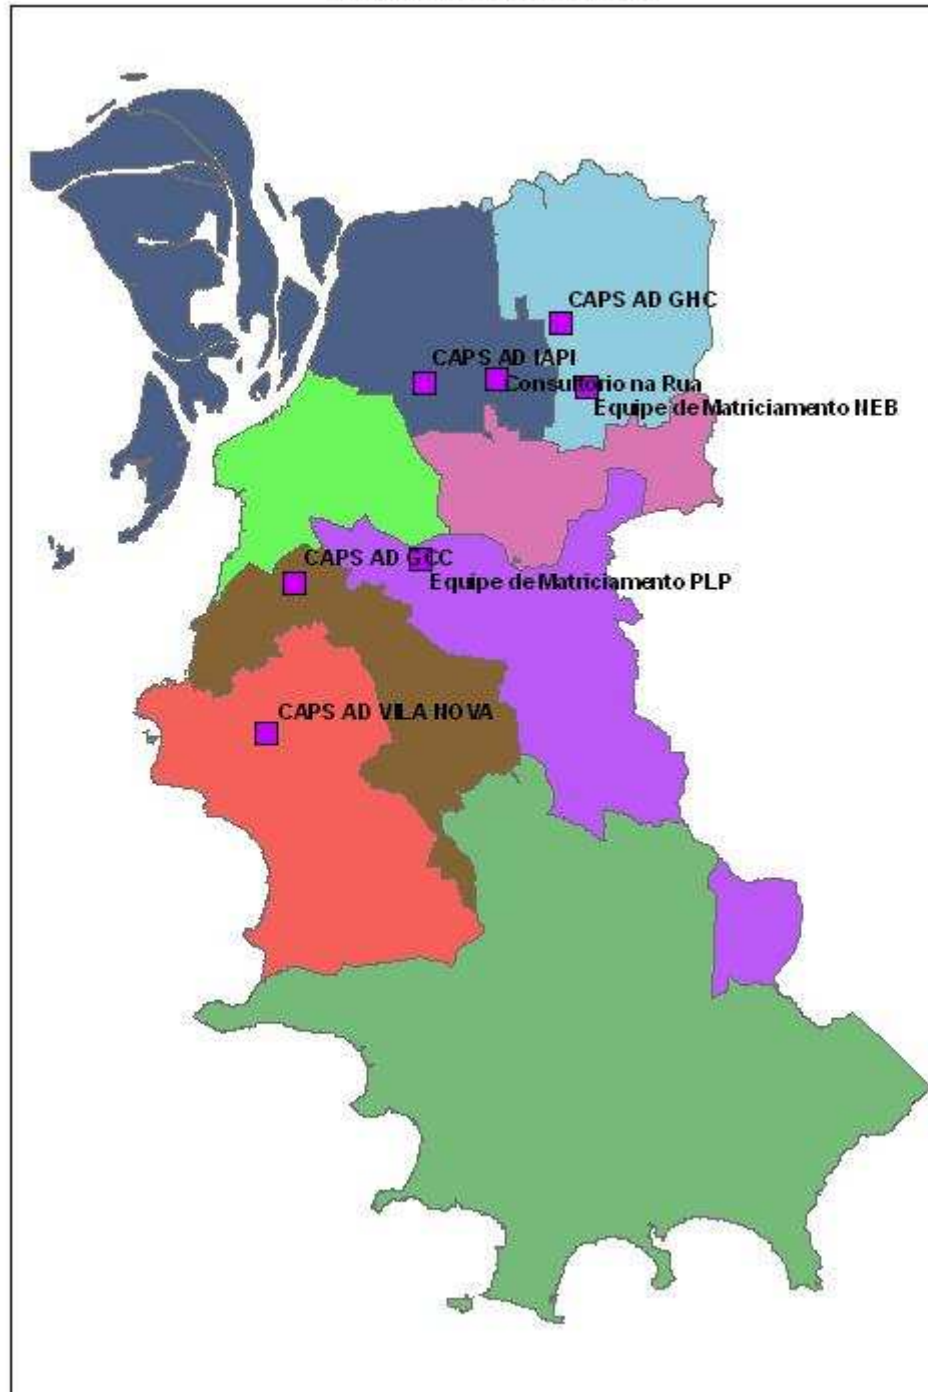 CAPS AD GHC
CAPS AD IAPI
Consultorio na Rua
Equipe de Matriciamento NEB
CAPS AD GCC
Equipe de Matriciamento PLP
CAPS AD VILA NOVA